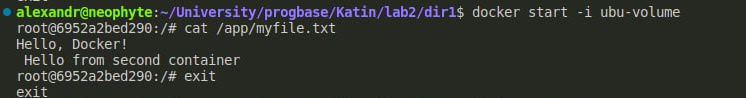 alexandr@neophyte:~/University/progbase/Katin/lab2/dir1$ docker start -i ubu-volume
root@6952a2bed290:/# cat /app/myfile.txt
Hello, Docker!
 Hello from second container
root@6952a2bed290:/# exit
exit